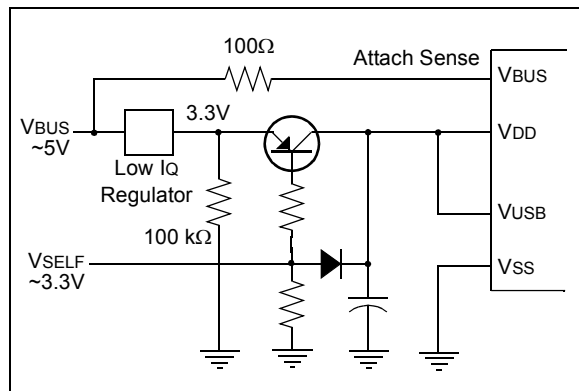 100Ω
Attach Sense
VBUS
VBUS
~5V
3.3V
VDD
Low IQ
Regulator
100 kΩ
VUSB
VSELF
~3.3V
VSS